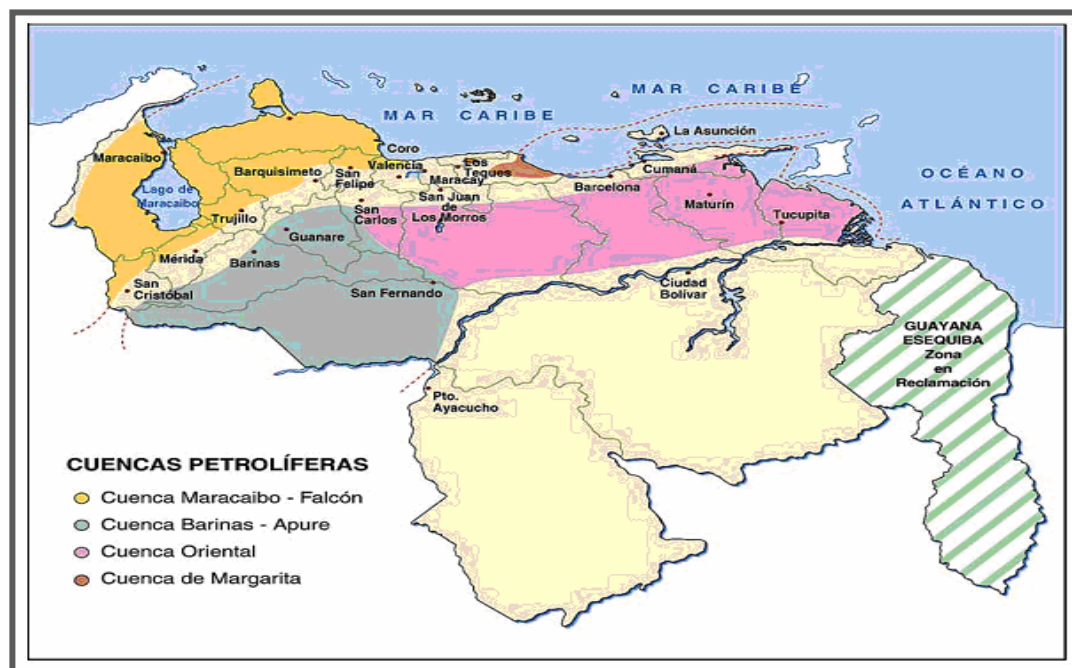 MAR CARIBE
MAR CARIBE
La Asunción
Coro
Maracaibo
Valencia
Los
Teques
Cumaná
Barquisimeto
San
Felipe
Maracay
Barcelona
OCÉANO
ATLÁNTICO
Lago de
Maracaibo
San Juan
de
Los Morros
Maturín
Trujillo
San
Carlos
Tucupita
Guanare
Mérida
Barinas
San
Cristóbal
San Fernando
Ciudad
Bolívar
GUAYANA
ESEQUIBA
Zona
en
Reclamación
Pto.
Ayacucho
CUENCAS PETROLÍFERAS
Cuenca Maracaibo - Falcón
Cuenca Barinas - Apure
Cuenca Oriental
Cuenca de Margarita